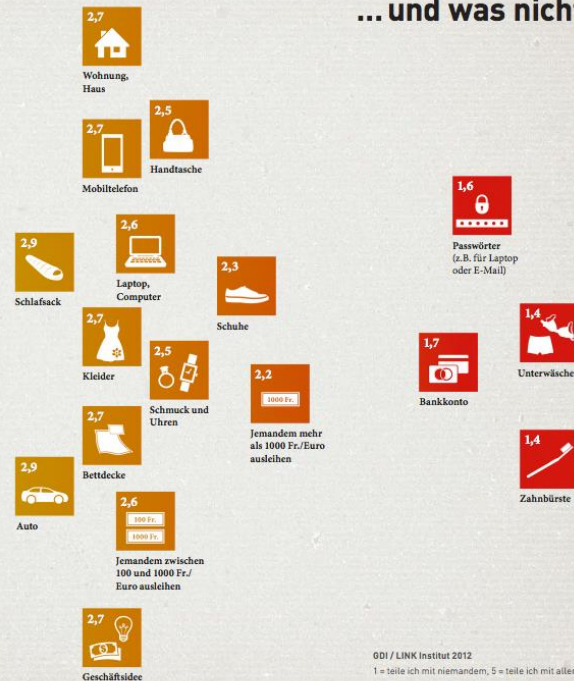 ... und was nicht
2,7
Wohnung,
Haus
2,5
Handtasche
2,7
Mobiltelefon
1,6
Passwörter
(z.B. für Laptop
oder E-Mail)
2,6
Laptop,
Computer
2,9
Schlafsack
2,3
Schuhe
2,7
Kleider
1,4
Unterwäsche
2,5
Schmuck und
Uhren
1,7
Bankkonto
2,2
1000 Fr.
Jemandem mehr
als 1000 Fr./Euro
ausleihen
2,7
Bettdecke
1,4
Zahnbürste
2,9
Auto
2,6
100 Fr.
1000 Fr.
Jemandem zwischen
100 und 1000 Fr./
Euro ausleihen
2,7
Geschäftsidee
GDI / LINK Institut 2012
1 = teile ich mit niemandem, 5 = teile ich mit allen